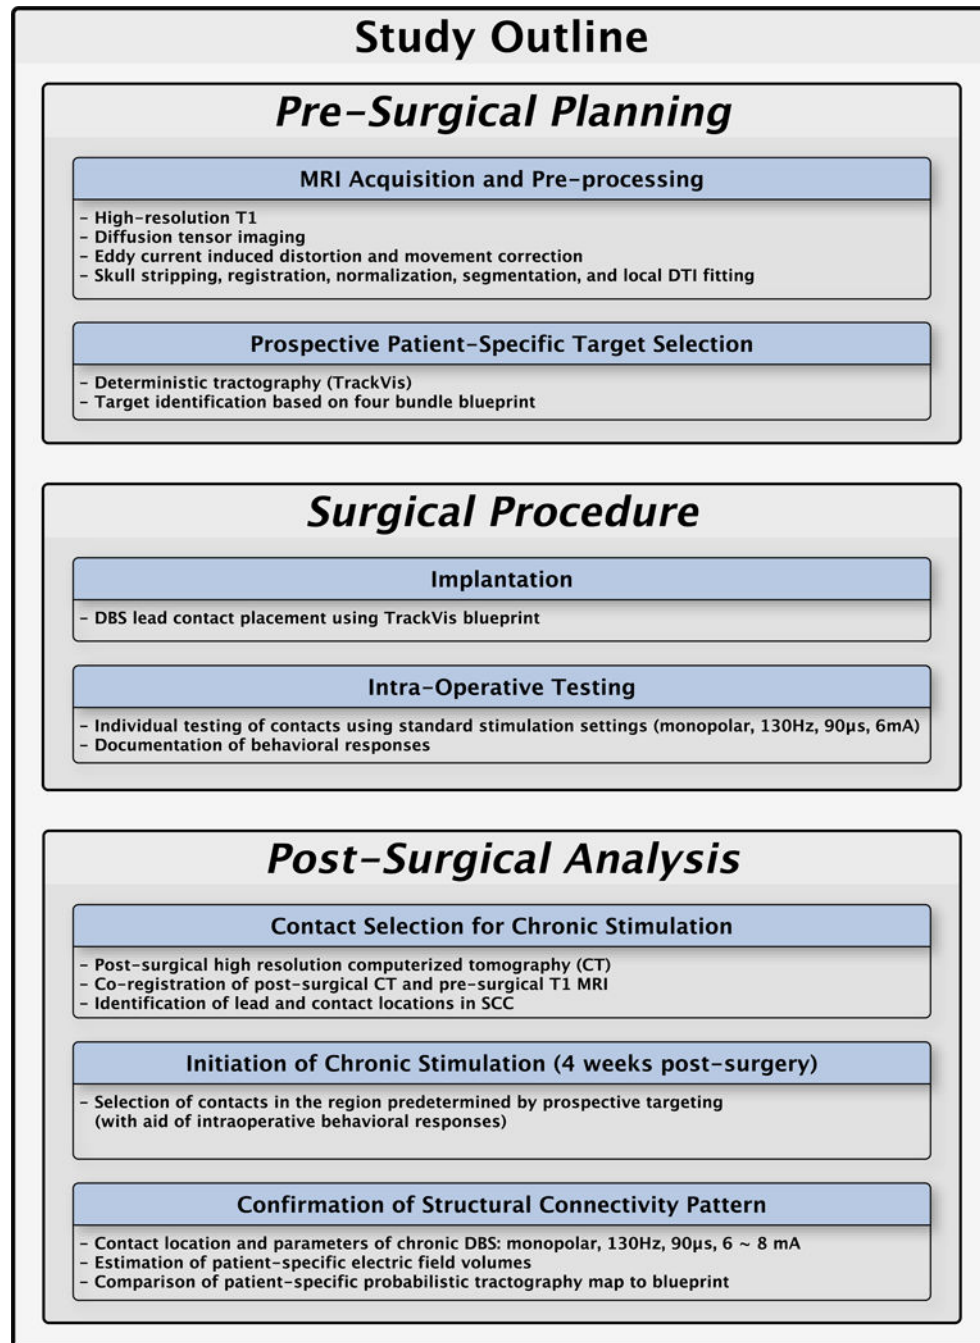 Study Outline
Pre-Surgical Planning
MRI Acquisition and Pre-processing
- High-resolution T1
- Diffusion tensor imaging
- Eddy current induced distortion and movement correction
- Skull stripping, registration, normalization, segmentation, and local DTI fitting
Prospective Patient-Specific Target Selection
- Deterministic tractography (TrackVis)
- Target identification based on four bundle blueprint
Surgical Procedure
Implantation
- DBS lead contact placement using TrackVis blueprint
Intra-Operative Testing
- Individual testing of contacts using standard stimulation settings (monopolar, 130Hz, 90μs, 6mA)
- Documentation of behavioral responses
Post-Surgical Analysis
Contact Selection for Chronic Stimulation
- Post-surgical high resolution computerized tomography (CT)
- Co-registration of post-surgical CT and pre-surgical T1 MRI
- Identification of lead and contact locations in SCC
Initiation of Chronic Stimulation (4 weeks post-surgery)
- Selection of contacts in the region predetermined by prospective targeting
(with aid of intraoperative behavioral responses)
Confirmation of Structural Connectivity Pattern
- Contact location and parameters of chronic DBS: monopolar, 130Hz, 90μs, 6 ~ 8 mA
- Estimation of patient-specific electric field volumes
- Comparison of patient-specific probabilistic tractography map to blueprint